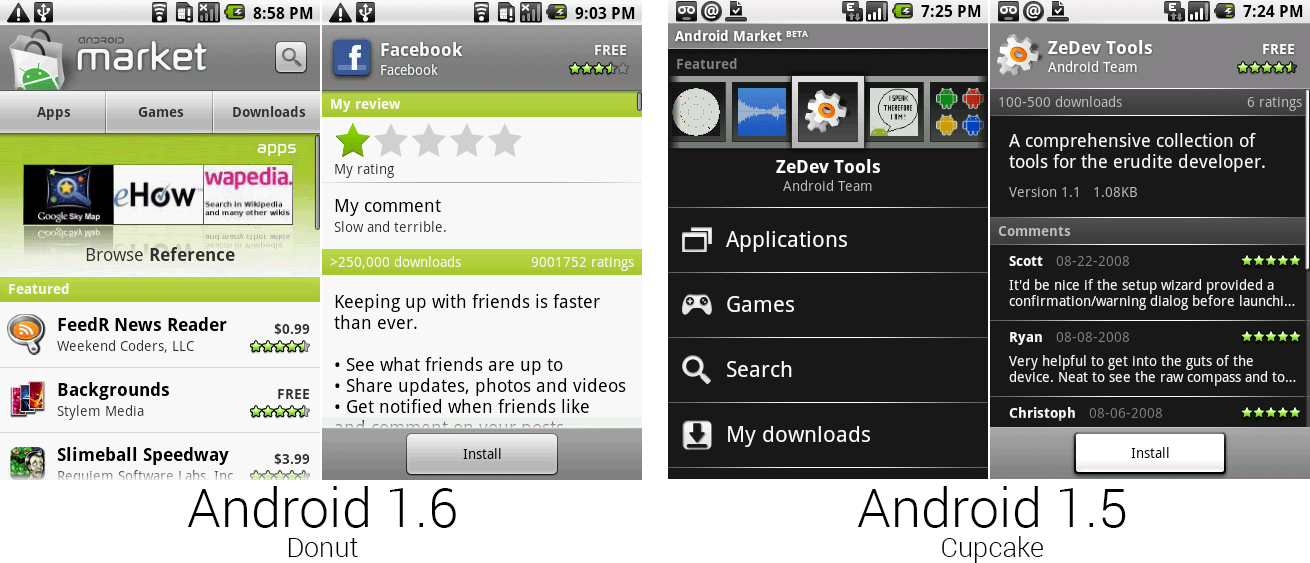 8:58 PM
ANDROID
market
Apps
Games
Downloads
apps
Google Sky Map
eHow
wapedia.
Search in Wikipedia
and many other wikis
Browse Reference
Featured
FeedR News Reader
$0.99
Weekend Coders, LLC
Backgrounds
FREE
Stylem Media
Slimeball Speedway
$3.99
Requiem Software Labs, Inc
9:03 PM
Facebook
FREE
Facebook
My review
My rating
My comment
Slow and terrible.
>250,000 downloads
9001752 ratings
Keeping up with friends is faster
than ever.
• See what friends are up to
• Share updates, photos and videos
• Get notified when friends like
and comment on your posts
Install
Android 1.6
Donut
7:25 PM
Android Market BETA
Featured
I SPEAK
THEREFORE
I AM!
ZeDev Tools
Android Team
Applications
Games
Search
My downloads
7:24 PM
ZeDev Tools
FREE
Android Team
100-500 downloads
6 ratings
A comprehensive collection of
tools for the erudite developer.
Version 1.1 1.08KB
Comments
Scott 08-22-2008
It'd be nice if the setup wizard provided a
confirmation/warning dialog before launchi...
Ryan 08-08-2008
Very helpful to get into the guts of the
device. Neat to see the raw compass and to...
Christoph 08-06-2008
Install
Android 1.5
Cupcake